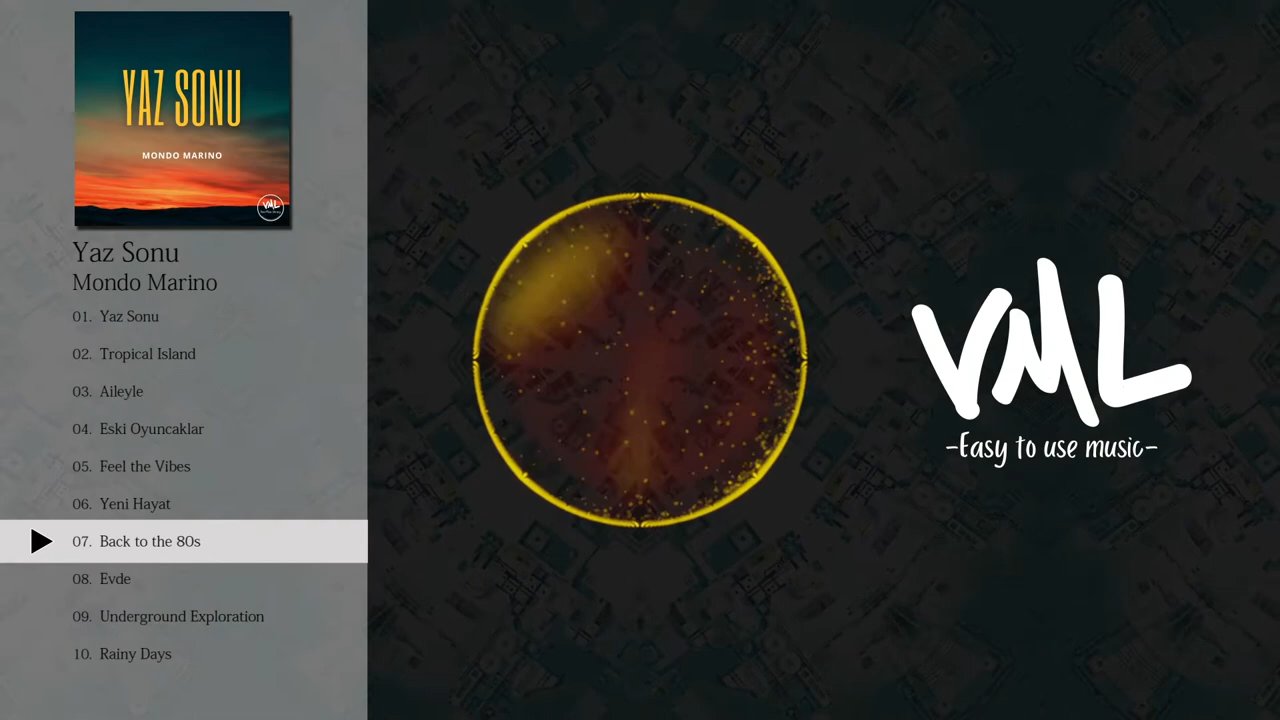 YAZ SONU
MONDO MARINO
VML
Yaz Sonu
Mondo Marino
01. Yaz Sonu
02. Tropical Island
03. Aileyle
04. Eski Oyuncaklar
05. Feel the Vibes
06. Yeni Hayat
07. Back to the 80s
08. Evde
09. Underground Exploration
10. Rainy Days
VML
-Easy to use music-